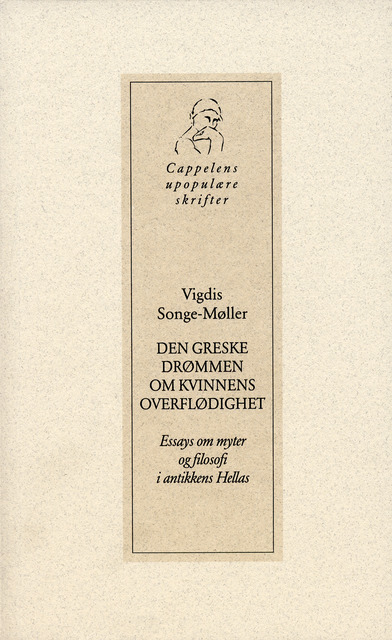 Cappelens
upopulære
skrifter
Vigdis
Songe-Møller
DEN GRESKE
DRØMMEN
OM KVINNENS
OVERFLØDIGHET
Essays om myter
og filosofi
i antikkens Hellas